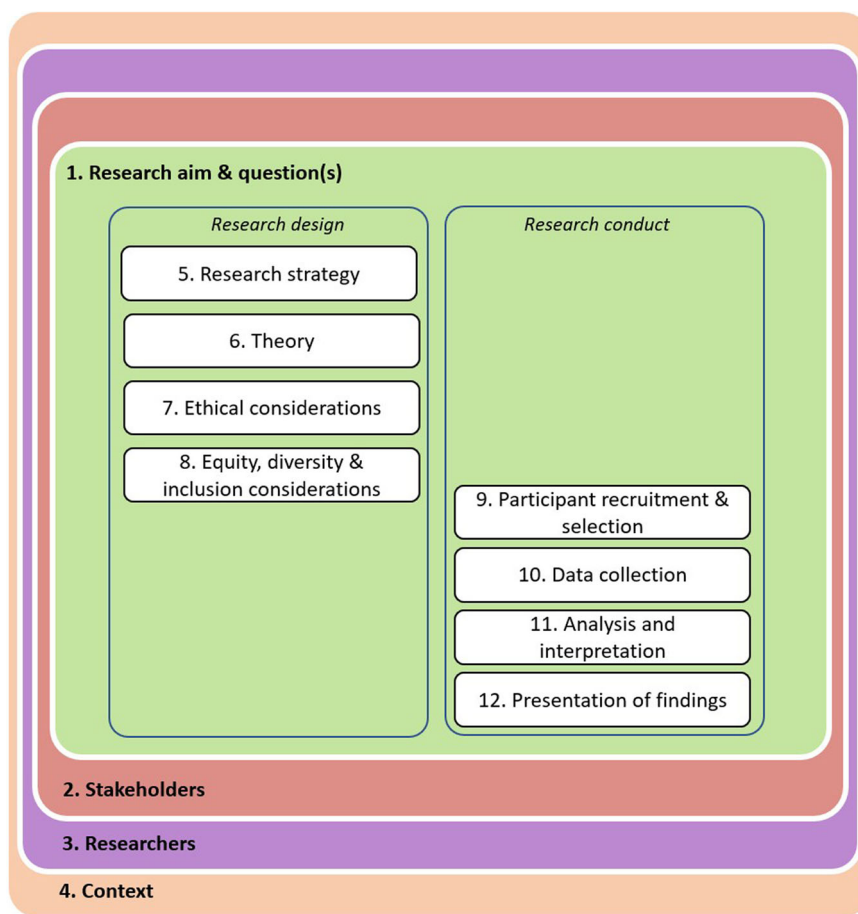 1. Research aim & question(s)
Research design
5. Research strategy
6. Theory
7. Ethical considerations
8. Equity, diversity &
inclusion considerations
Research conduct
9. Participant recruitment &
selection
10. Data collection
11. Analysis and
interpretation
12. Presentation of findings
2. Stakeholders
3. Researchers
4. Context